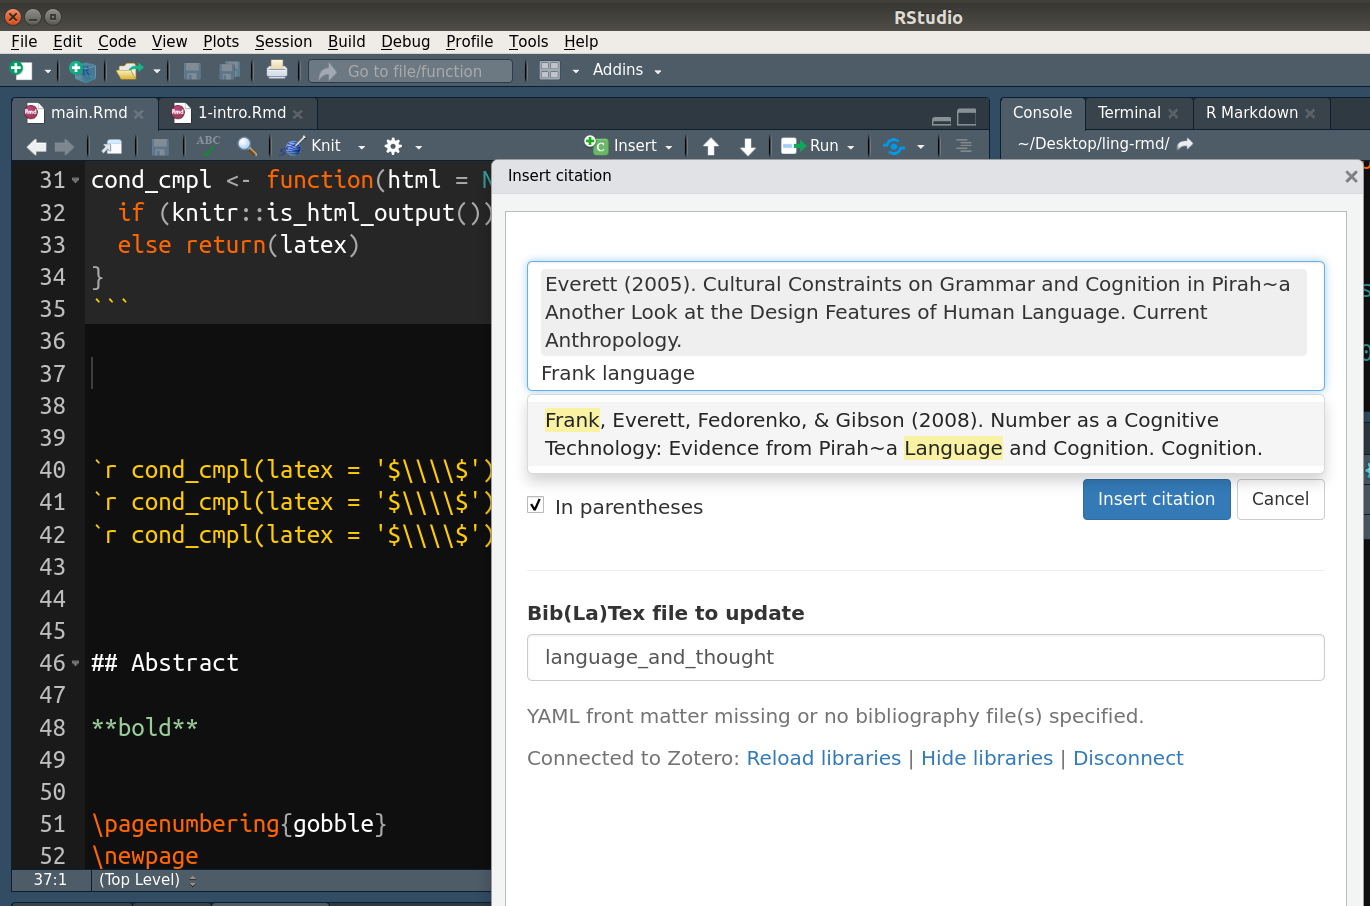 RStudio
File Edit Code View Plots Session Build Debug Profile Tools Help
Go to file/function Addins
main.Rmd 1-intro.Rmd
Console Terminal R Markdown
ABC Knit Insert Run
~/Desktop/ling-rmd/
31 cond_cmpl <- function(html = N
32 if (knitr::is_html_output())
33 else return(latex)
34 }
35 ```
36
37
38
39
40 `r cond_cmpl(latex = '$\\\\$')
41 `r cond_cmpl(latex = '$\\\\$')
42 `r cond_cmpl(latex = '$\\\\$')
43
44
45
46 ## Abstract
47
48 **bold**
49
50
51 \pagenumbering{gobble}
52 \newpage
37:1 (Top Level)
Insert citation
Everett (2005). Cultural Constraints on Grammar and Cognition in Pirah~a
Another Look at the Design Features of Human Language. Current
Anthropology.
Frank language
Frank, Everett, Fedorenko, & Gibson (2008). Number as a Cognitive
Technology: Evidence from Pirah~a Language and Cognition. Cognition.
In parentheses
Insert citation Cancel
Bib(La)Tex file to update
language_and_thought
YAML front matter missing or no bibliography file(s) specified.
Connected to Zotero: Reload libraries | Hide libraries | Disconnect